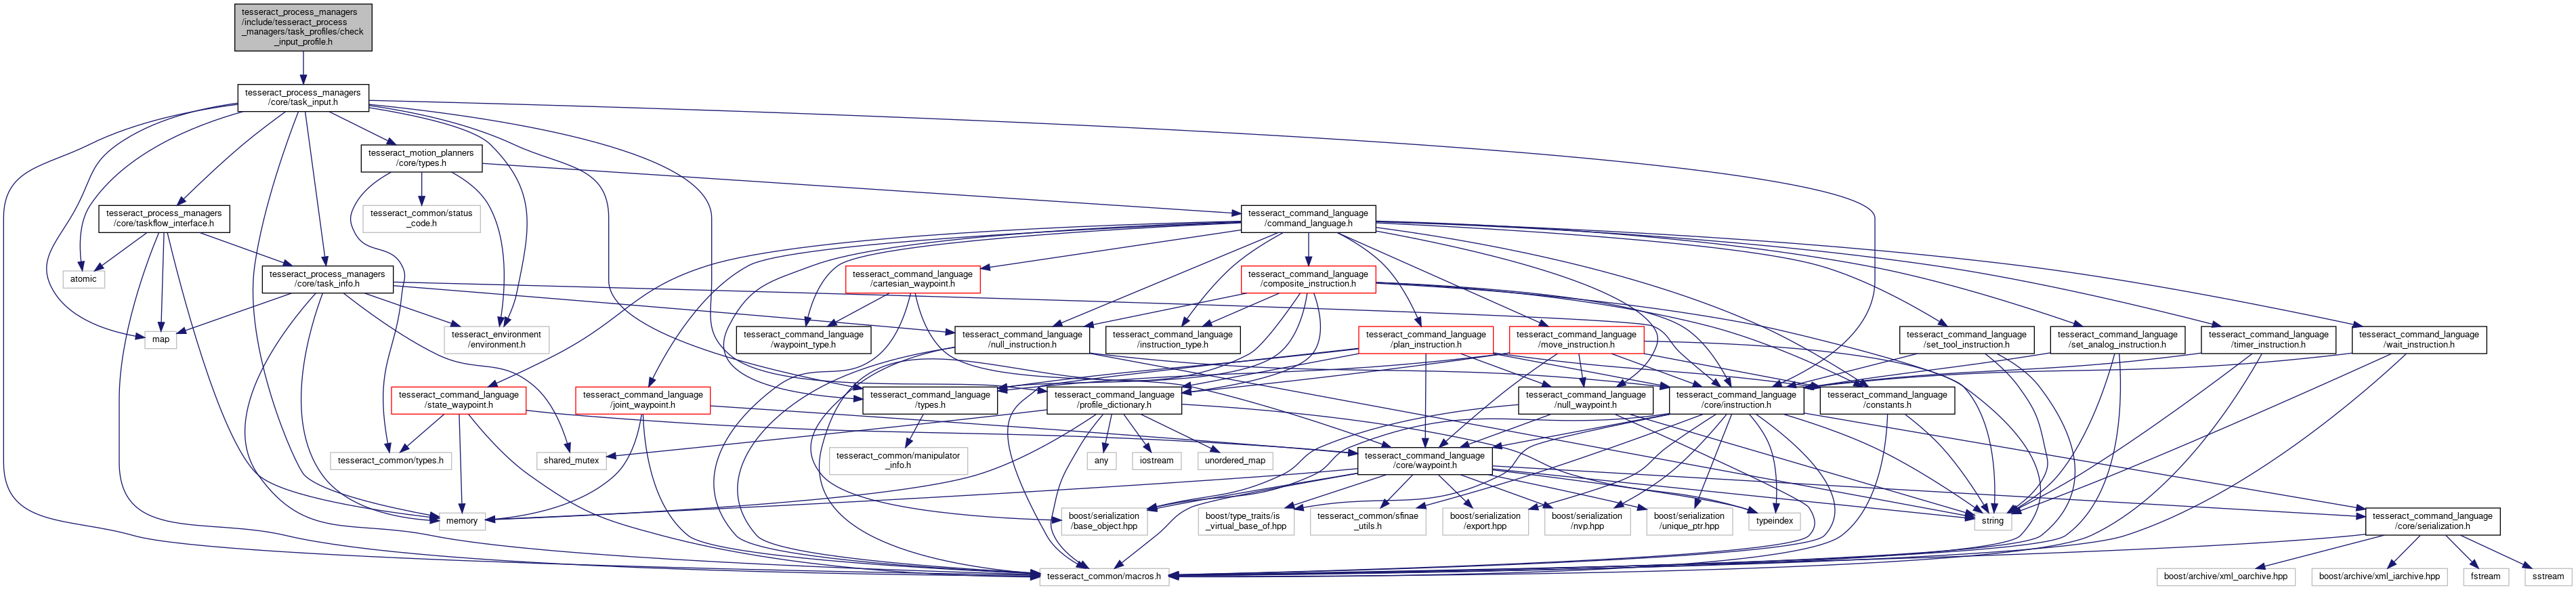 tesseract_process_managers
/include/tesseract_process
_managers/task_profiles/check
_input_profile.h
tesseract_process_managers
/core/task_input.h
tesseract_motion_planners
/core/types.h
tesseract_process_managers
/core/taskflow_interface.h
tesseract_common/status
_code.h
tesseract_command_language
/command_language.h
atomic
tesseract_process_managers
/core/task_info.h
tesseract_command_language
/cartesian_waypoint.h
tesseract_command_language
/composite_instruction.h
map
tesseract_environment
/environment.h
tesseract_command_language
/waypoint_type.h
tesseract_command_language
/null_instruction.h
tesseract_command_language
/instruction_type.h
tesseract_command_language
/plan_instruction.h
tesseract_command_language
/move_instruction.h
tesseract_command_language
/set_tool_instruction.h
tesseract_command_language
/set_analog_instruction.h
tesseract_command_language
/timer_instruction.h
tesseract_command_language
/wait_instruction.h
tesseract_command_language
/state_waypoint.h
tesseract_command_language
/joint_waypoint.h
tesseract_command_language
/types.h
tesseract_command_language
/profile_dictionary.h
tesseract_command_language
/null_waypoint.h
tesseract_command_language
/core/instruction.h
tesseract_command_language
/constants.h
tesseract_common/types.h
shared_mutex
tesseract_common/manipulator
_info.h
any
iostream
unordered_map
tesseract_command_language
/core/waypoint.h
memory
boost/serialization
/base_object.hpp
boost/type_traits/is
_virtual_base_of.hpp
tesseract_common/sfinae
_utils.h
boost/serialization
/export.hpp
boost/serialization
/nvp.hpp
boost/serialization
/unique_ptr.hpp
typeindex
string
tesseract_command_language
/core/serialization.h
tesseract_common/macros.h
boost/archive/xml_oarchive.hpp
boost/archive/xml_iarchive.hpp
fstream
sstream